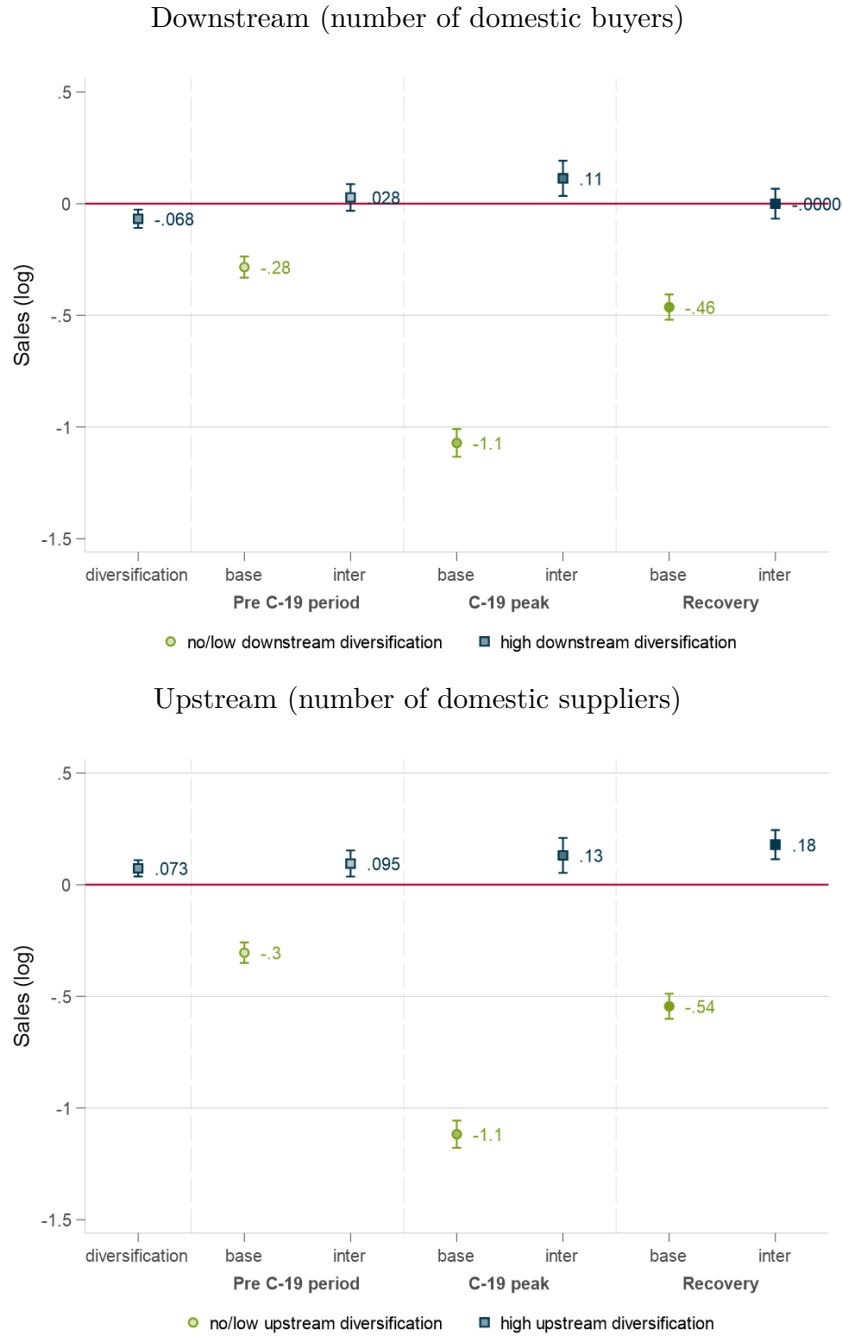 Downstream (number of domestic buyers)
.5
0
-.5
-1
-1.5
Sales (log)
-.068
-.28
.028
-1.1
.11
-.46
-.0000
diversification base inter base inter base inter
Pre C-19 period C-19 peak Recovery
no/low downstream diversification high downstream diversification
Upstream (number of domestic suppliers)
.5
0
-.5
-1
-1.5
Sales (log)
.073
-.3
.095
-1.1
.13
-.54
.18
diversification base inter base inter base inter
Pre C-19 period C-19 peak Recovery
no/low upstream diversification high upstream diversification